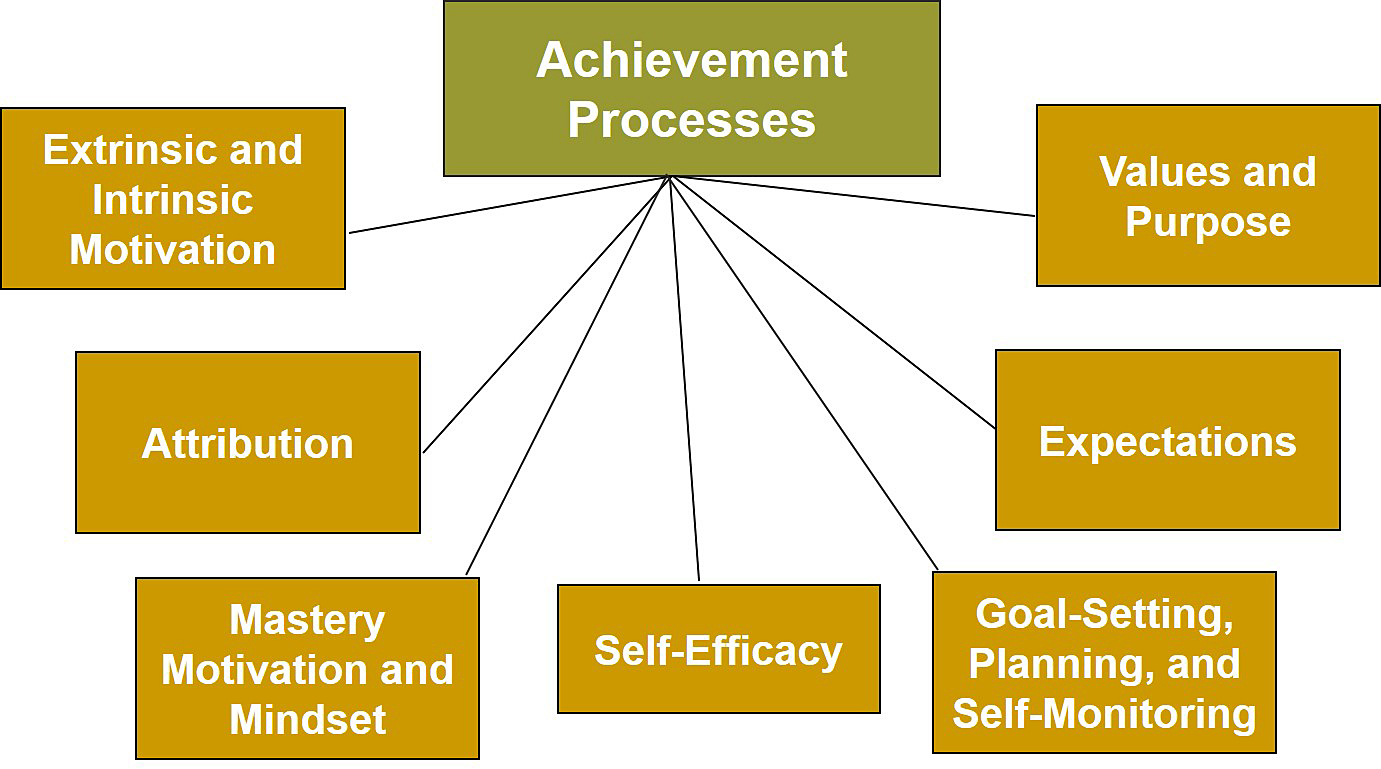 Achievement
Processes
Extrinsic and
Intrinsic
Motivation
Values and
Purpose
Attribution
Expectations
Mastery
Motivation and
Mindset
Self-Efficacy
Goal-Setting,
Planning, and
Self-Monitoring